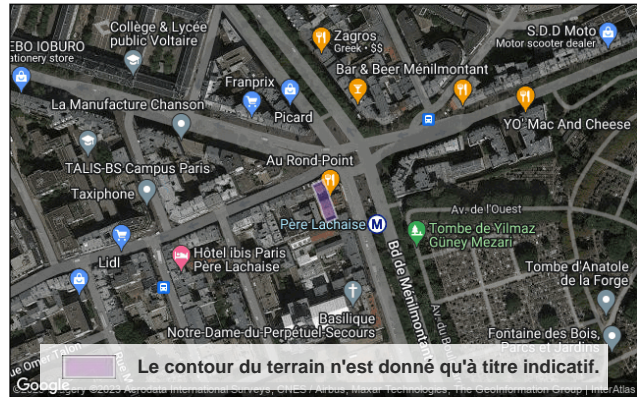 Collège & Lycée
public Voltaire
Zagros
Greek • $$
S.D.D Moto
Motor scooter dealer
EBO IOBURO
ationery store
Bar & Beer Ménilmontant
Franprix
Picard
La Manufacture Chanson
YO'Mac And Cheese
TALIS-BS Campus Paris
Au Rond-Point
Taxiphone
Av. de l'Ouest
Père Lachaise
M
Tombe de Yilmaz
Güney Mezari
Lidl
Hôtel ibis Paris
Père Lachaise
Bd de Ménilmontant
Tombe d'Anatole
de la Forge
Basilique
Notre-Dame-du-Perpétuel-Secours
Fontaine des Bois,
Parcs et Jardins
ue Omer Talon
Le contour du terrain n'est donné qu'à titre indicatif.
Google